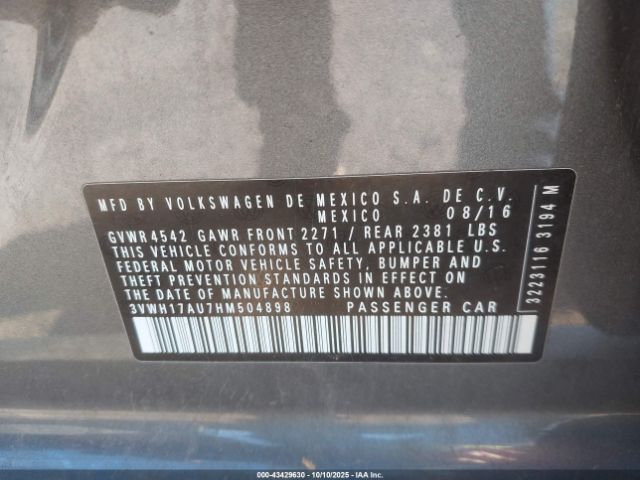 MFD BY VOLKSWAGEN DE MEXICO S.A. DE C.V.
MEXICO 08/16
GVWR 4542 GAWR FRONT 2271 / REAR 2381 LBS
THIS VEHICLE CONFORMS TO ALL APPLICABLE U.S.
FEDERAL MOTOR VEHICLE SAFETY, BUMPER AND
THEFT PREVENTION STANDARDS IN EFFECT ON
THE DATE OF MANUFACTURE SHOWN ABOVE.
3VWH17AU7HM504898 PASSENGER CAR
3223116 3194 M
000-43429630 - 10/10/2025 - IAAI.COM